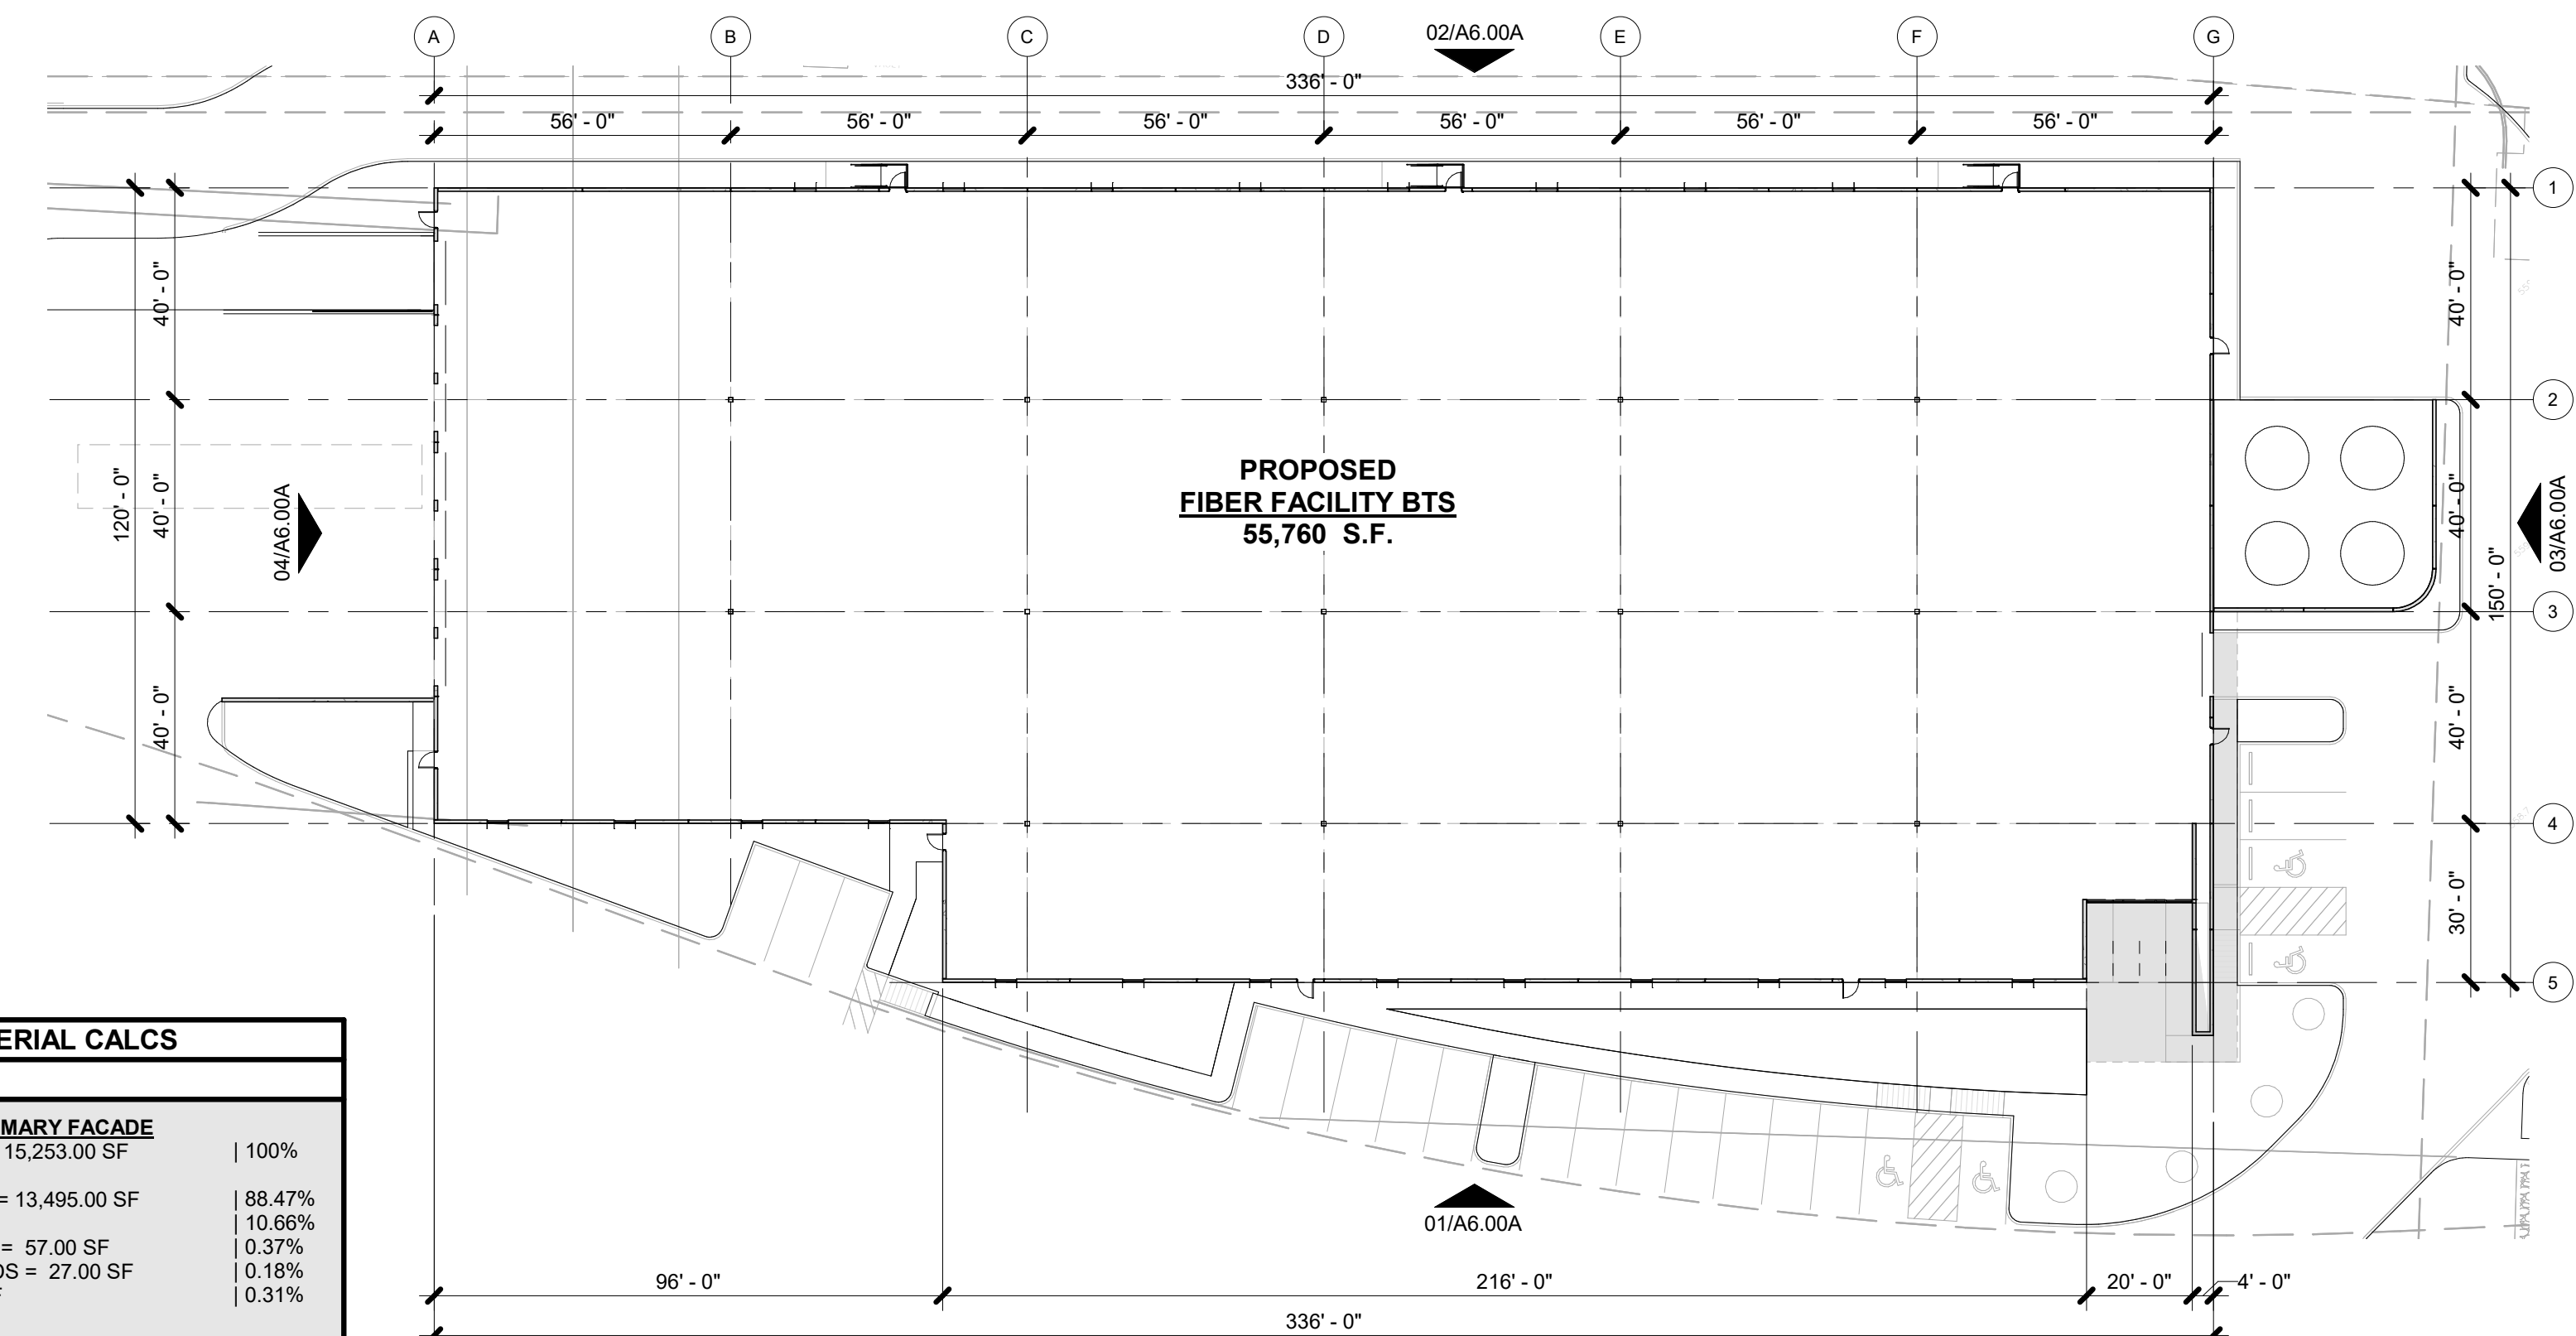 A B C D E F G
02/A6.00A
336' - 0"
56' - 0" 56' - 0" 56' - 0" 56' - 0" 56' - 0" 56' - 0"
1
40' - 0"
40' - 0"
2
PROPOSED
FIBER FACILITY BTS
55,760 S.F.
120' - 0"
40' - 0"
04/A6.00A
40' - 0"
03/A6.00A
150' - 0"
3
40' - 0"
40' - 0"
4
30' - 0"
5
ERIAL CALCS
MARY FACADE
15,253.00 SF | 100%
= 13,495.00 SF | 88.47%
| 10.66%
= 57.00 SF | 0.37%
OS = 27.00 SF | 0.18%
| 0.31%
01/A6.00A
96' - 0" 216' - 0" 20' - 0" 4' - 0"
336' - 0"